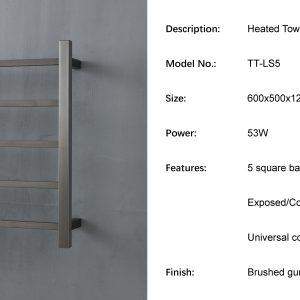 Description: Heated Tow
Model No.: TT-LS5
Size: 600x500x12
Power: 53W
Features: 5 square ba
Exposed/Co
Universal co
Finish: Brushed gu